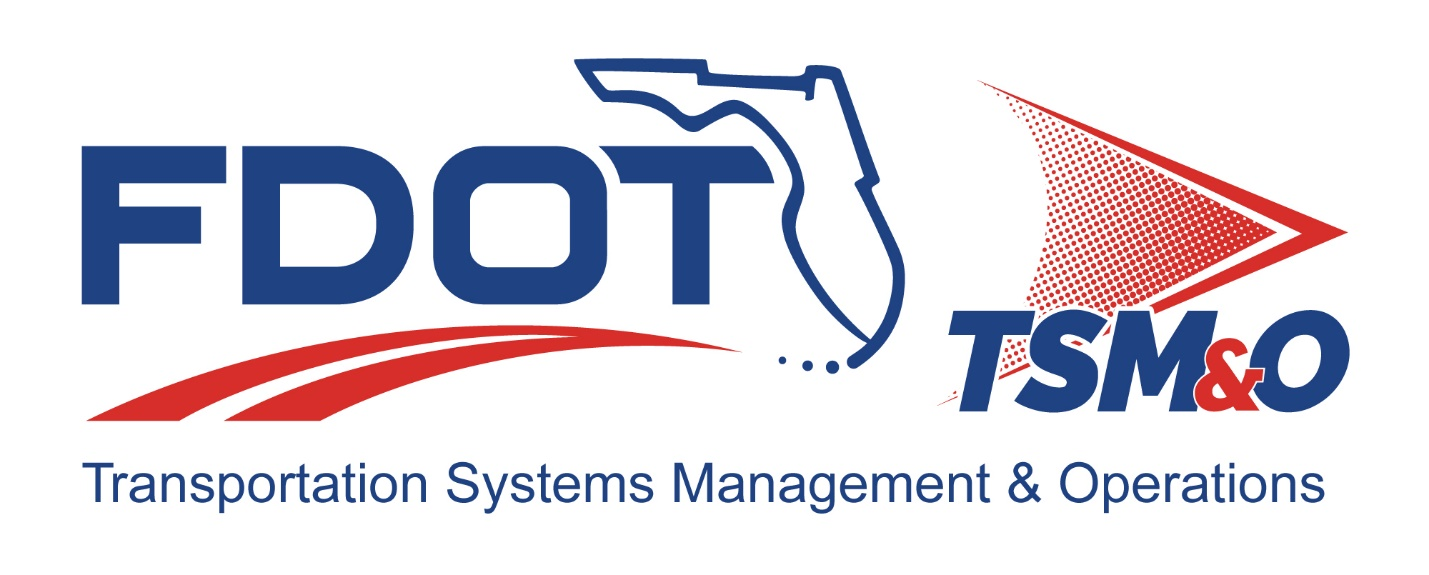 FDOT
TSM&O
Transportation Systems Management & Operations